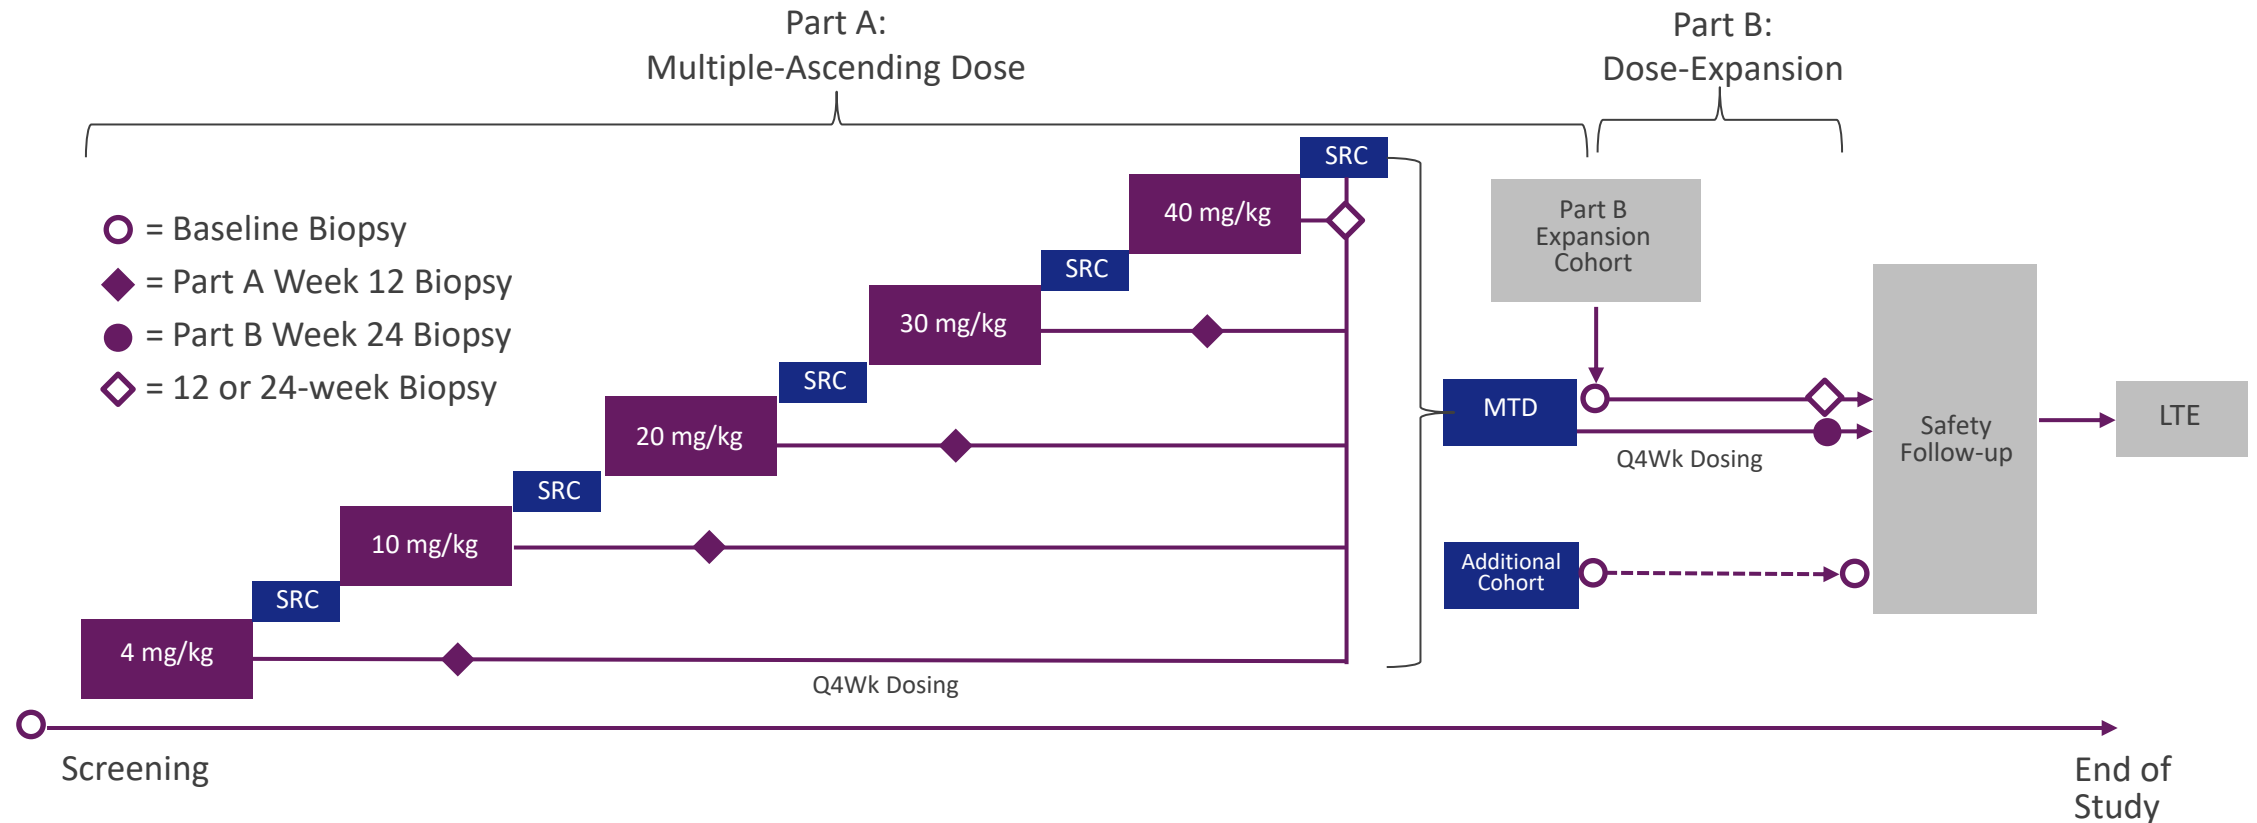 Part A:
Multiple-Ascending Dose
Part B:
Dose-Expansion
= Baseline Biopsy
= Part A Week 12 Biopsy
= Part B Week 24 Biopsy
= 12 or 24-week Biopsy
4 mg/kg
SRC
10 mg/kg
SRC
20 mg/kg
SRC
30 mg/kg
SRC
40 mg/kg
SRC
Q4Wk Dosing
Part B
Expansion
Cohort
MTD
Q4Wk Dosing
Additional
Cohort
Safety
Follow-up
LTE
Screening
End of
Study